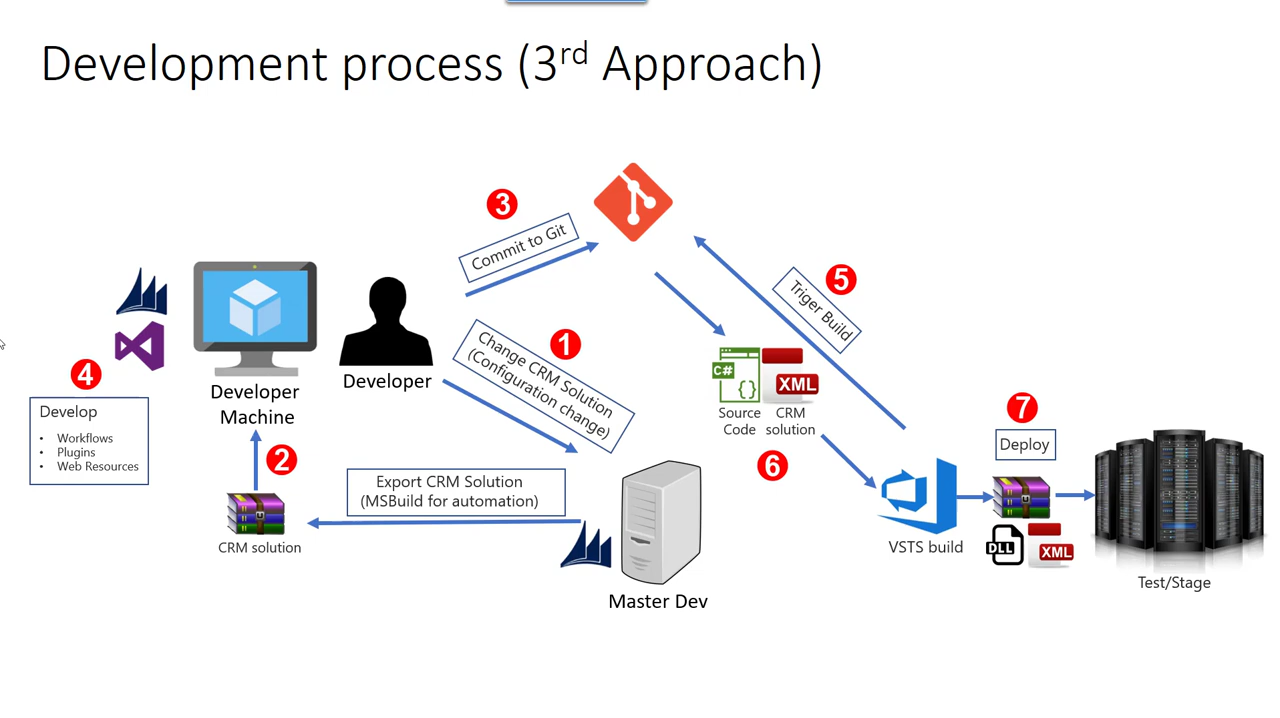 Development process (3rd Approach)
3
Commit to Git
5
Triger Build
1
Change CRM Solution
(Configuration change)
4
Develop
• Workflows
• Plugins
• Web Resources
Developer
Machine
Developer
2
CRM solution
Export CRM Solution
(MSBuild for automation)
Master Dev
C#
{}
XML
Source
Code
CRM
solution
6
VSTS build
7
Deploy
DLL
XML
Test/Stage